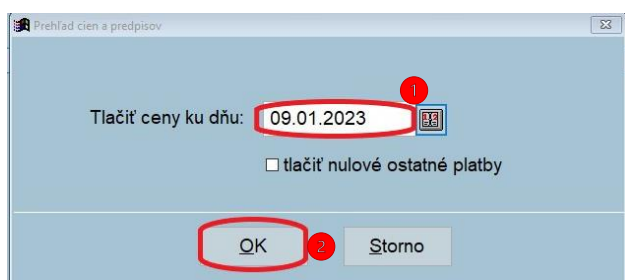 Prehľad cien a predpisov
1
Tlačiť ceny ku dňu: 09.01.2023
tlačiť nulové ostatné platby
OK 2 Storno